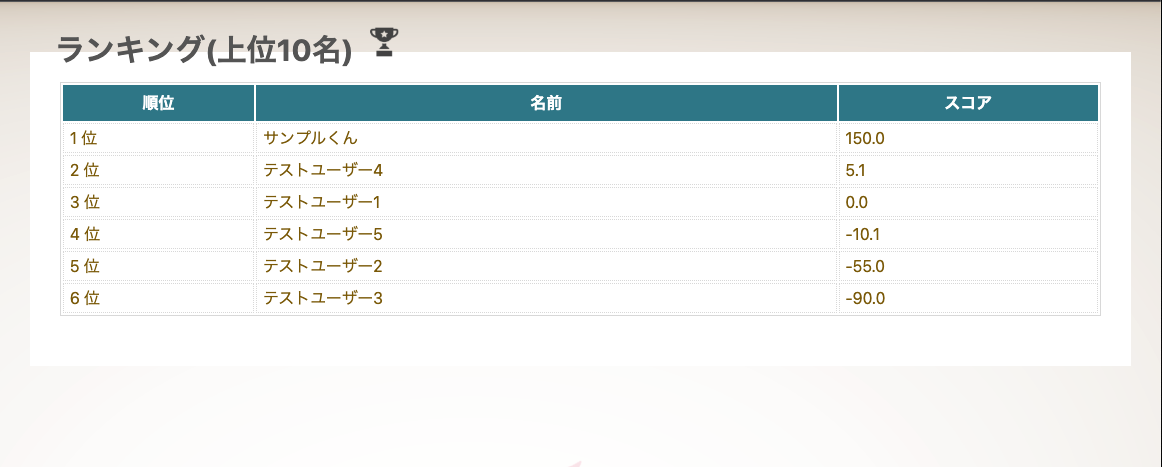 ランキング(上位10名)
順位 名前 スコア
1 位 サンプルくん 150.0
2 位 テストユーザー4 5.1
3 位 テストユーザー1 0.0
4 位 テストユーザー5 -10.1
5 位 テストユーザー2 -55.0
6 位 テストユーザー3 -90.0